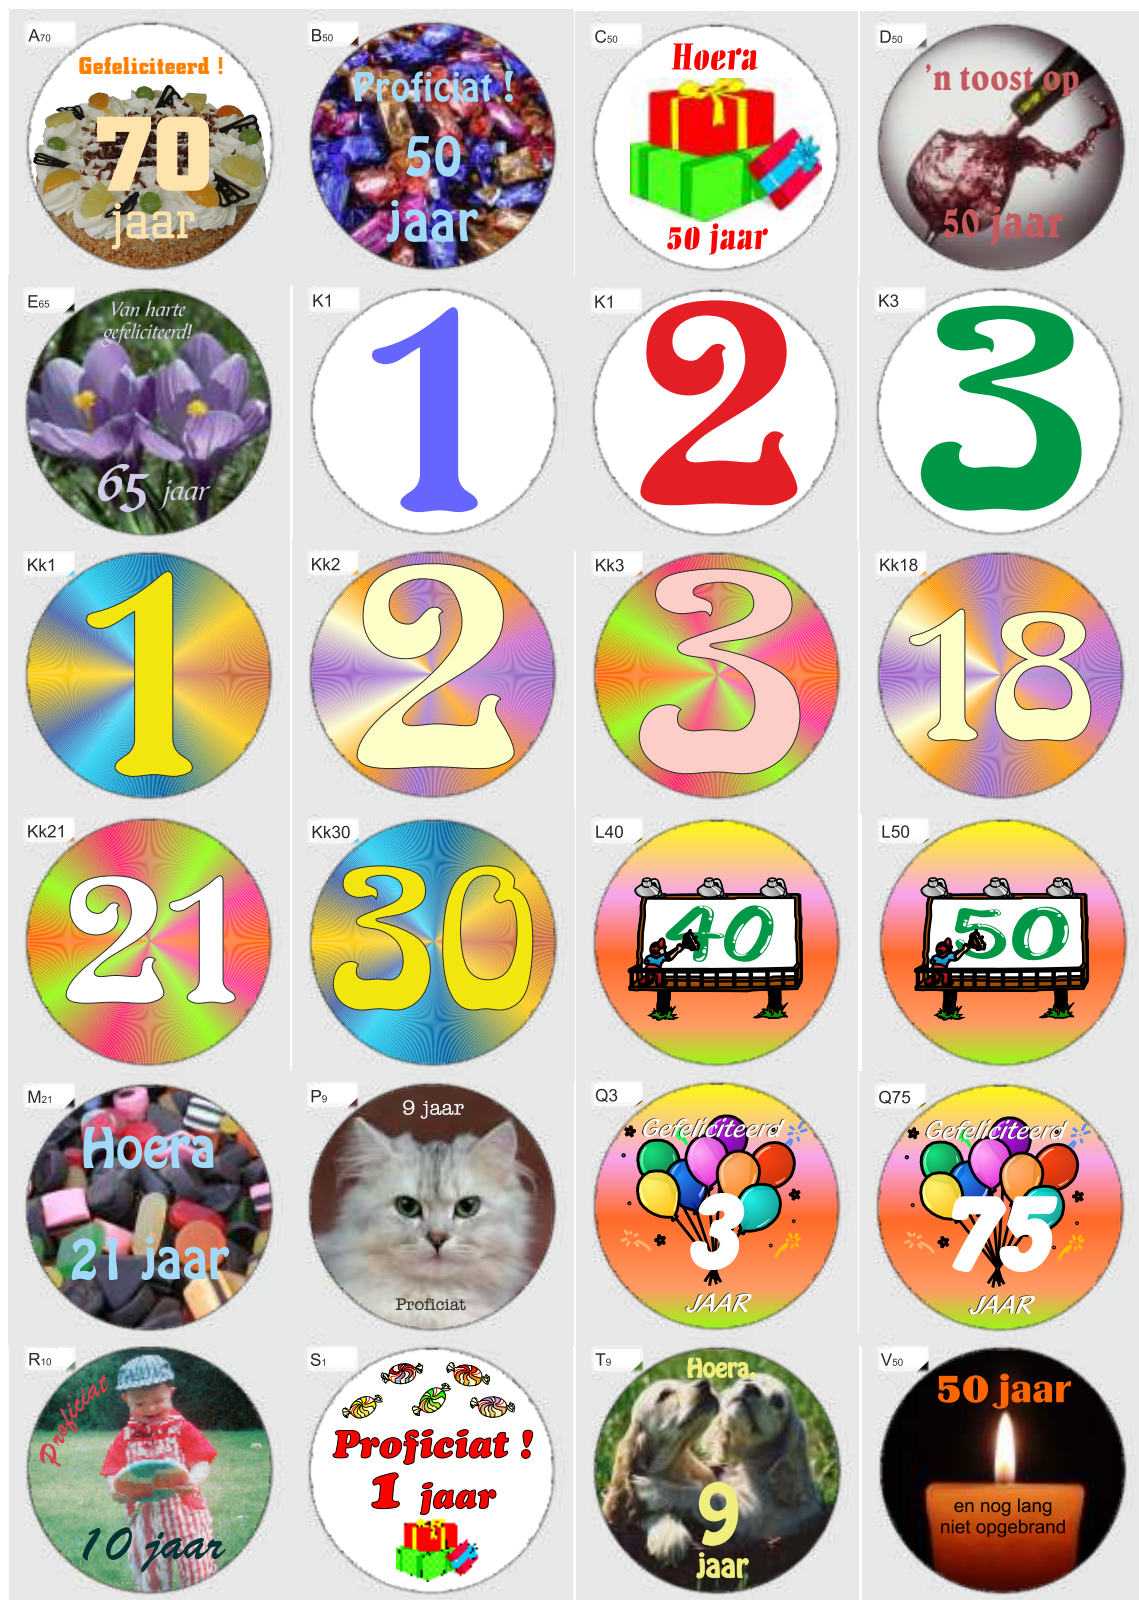 A70
Gefeliciteerd !
70
jaar
B50
Proficiat !
50
jaar
C50
Hoera
50 jaar
D50
'n toost op
50 jaar
E65
Van harte
gefeliciteerd!
65 jaar
K1
1
K1
2
K3
3
Kk1
1
Kk2
2
Kk3
3
Kk18
18
Kk21
21
Kk30
30
L40
40
L50
50
M21
Hoera
21 jaar
P9
9 jaar
Proficiat
Q3
Gefeliciteerd
3
JAAR
Q75
Gefeliciteerd
75
JAAR
R10
Proficiat
10 jaar
S1
Proficiat !
1 jaar
T9
Hoera,
9
jaar
V50
50 jaar
en nog lang
niet opgebrand